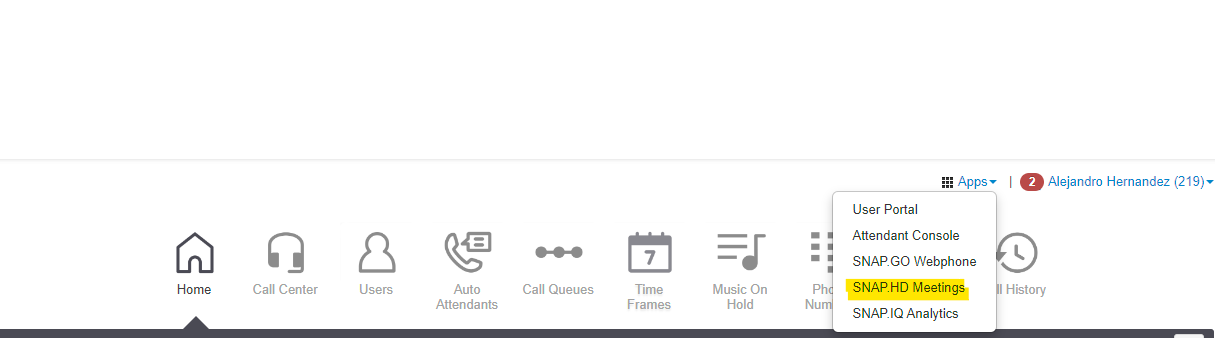 Apps
2
Alejandro Hernandez (219)
User Portal
Attendant Console
SNAP.GO Webphone
SNAP.HD Meetings
SNAP.IQ Analytics
Home
Call Center
Users
Auto
Attendants
Call Queues
7
Time
Frames
Music On
Hold
History